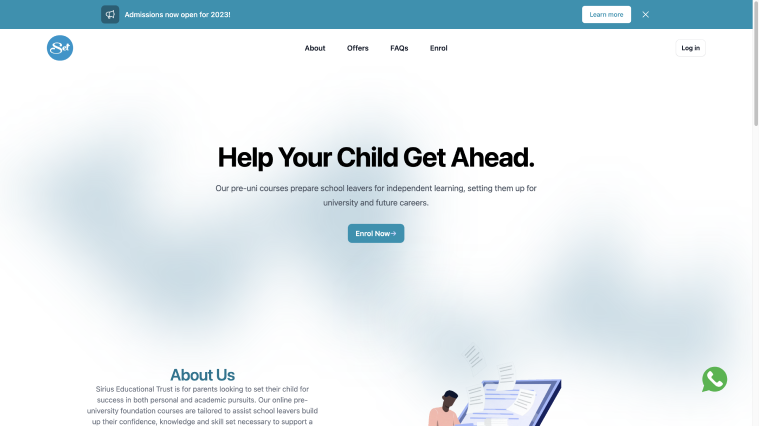 Admissions now open for 2023!
Learn more
Set
About
Offers
FAQs
Enrol
Log in
Help Your Child Get Ahead.
Our pre-uni courses prepare school leavers for independent learning, setting them up for
university and future careers.
Enrol Now→
About Us
Sirius Educational Trust is for parents looking to set their child for
success in both personal and academic pursuits. Our online pre-
university foundation courses are tailored to assist school leavers build
up their confidence, knowledge and skill set necessary to support a